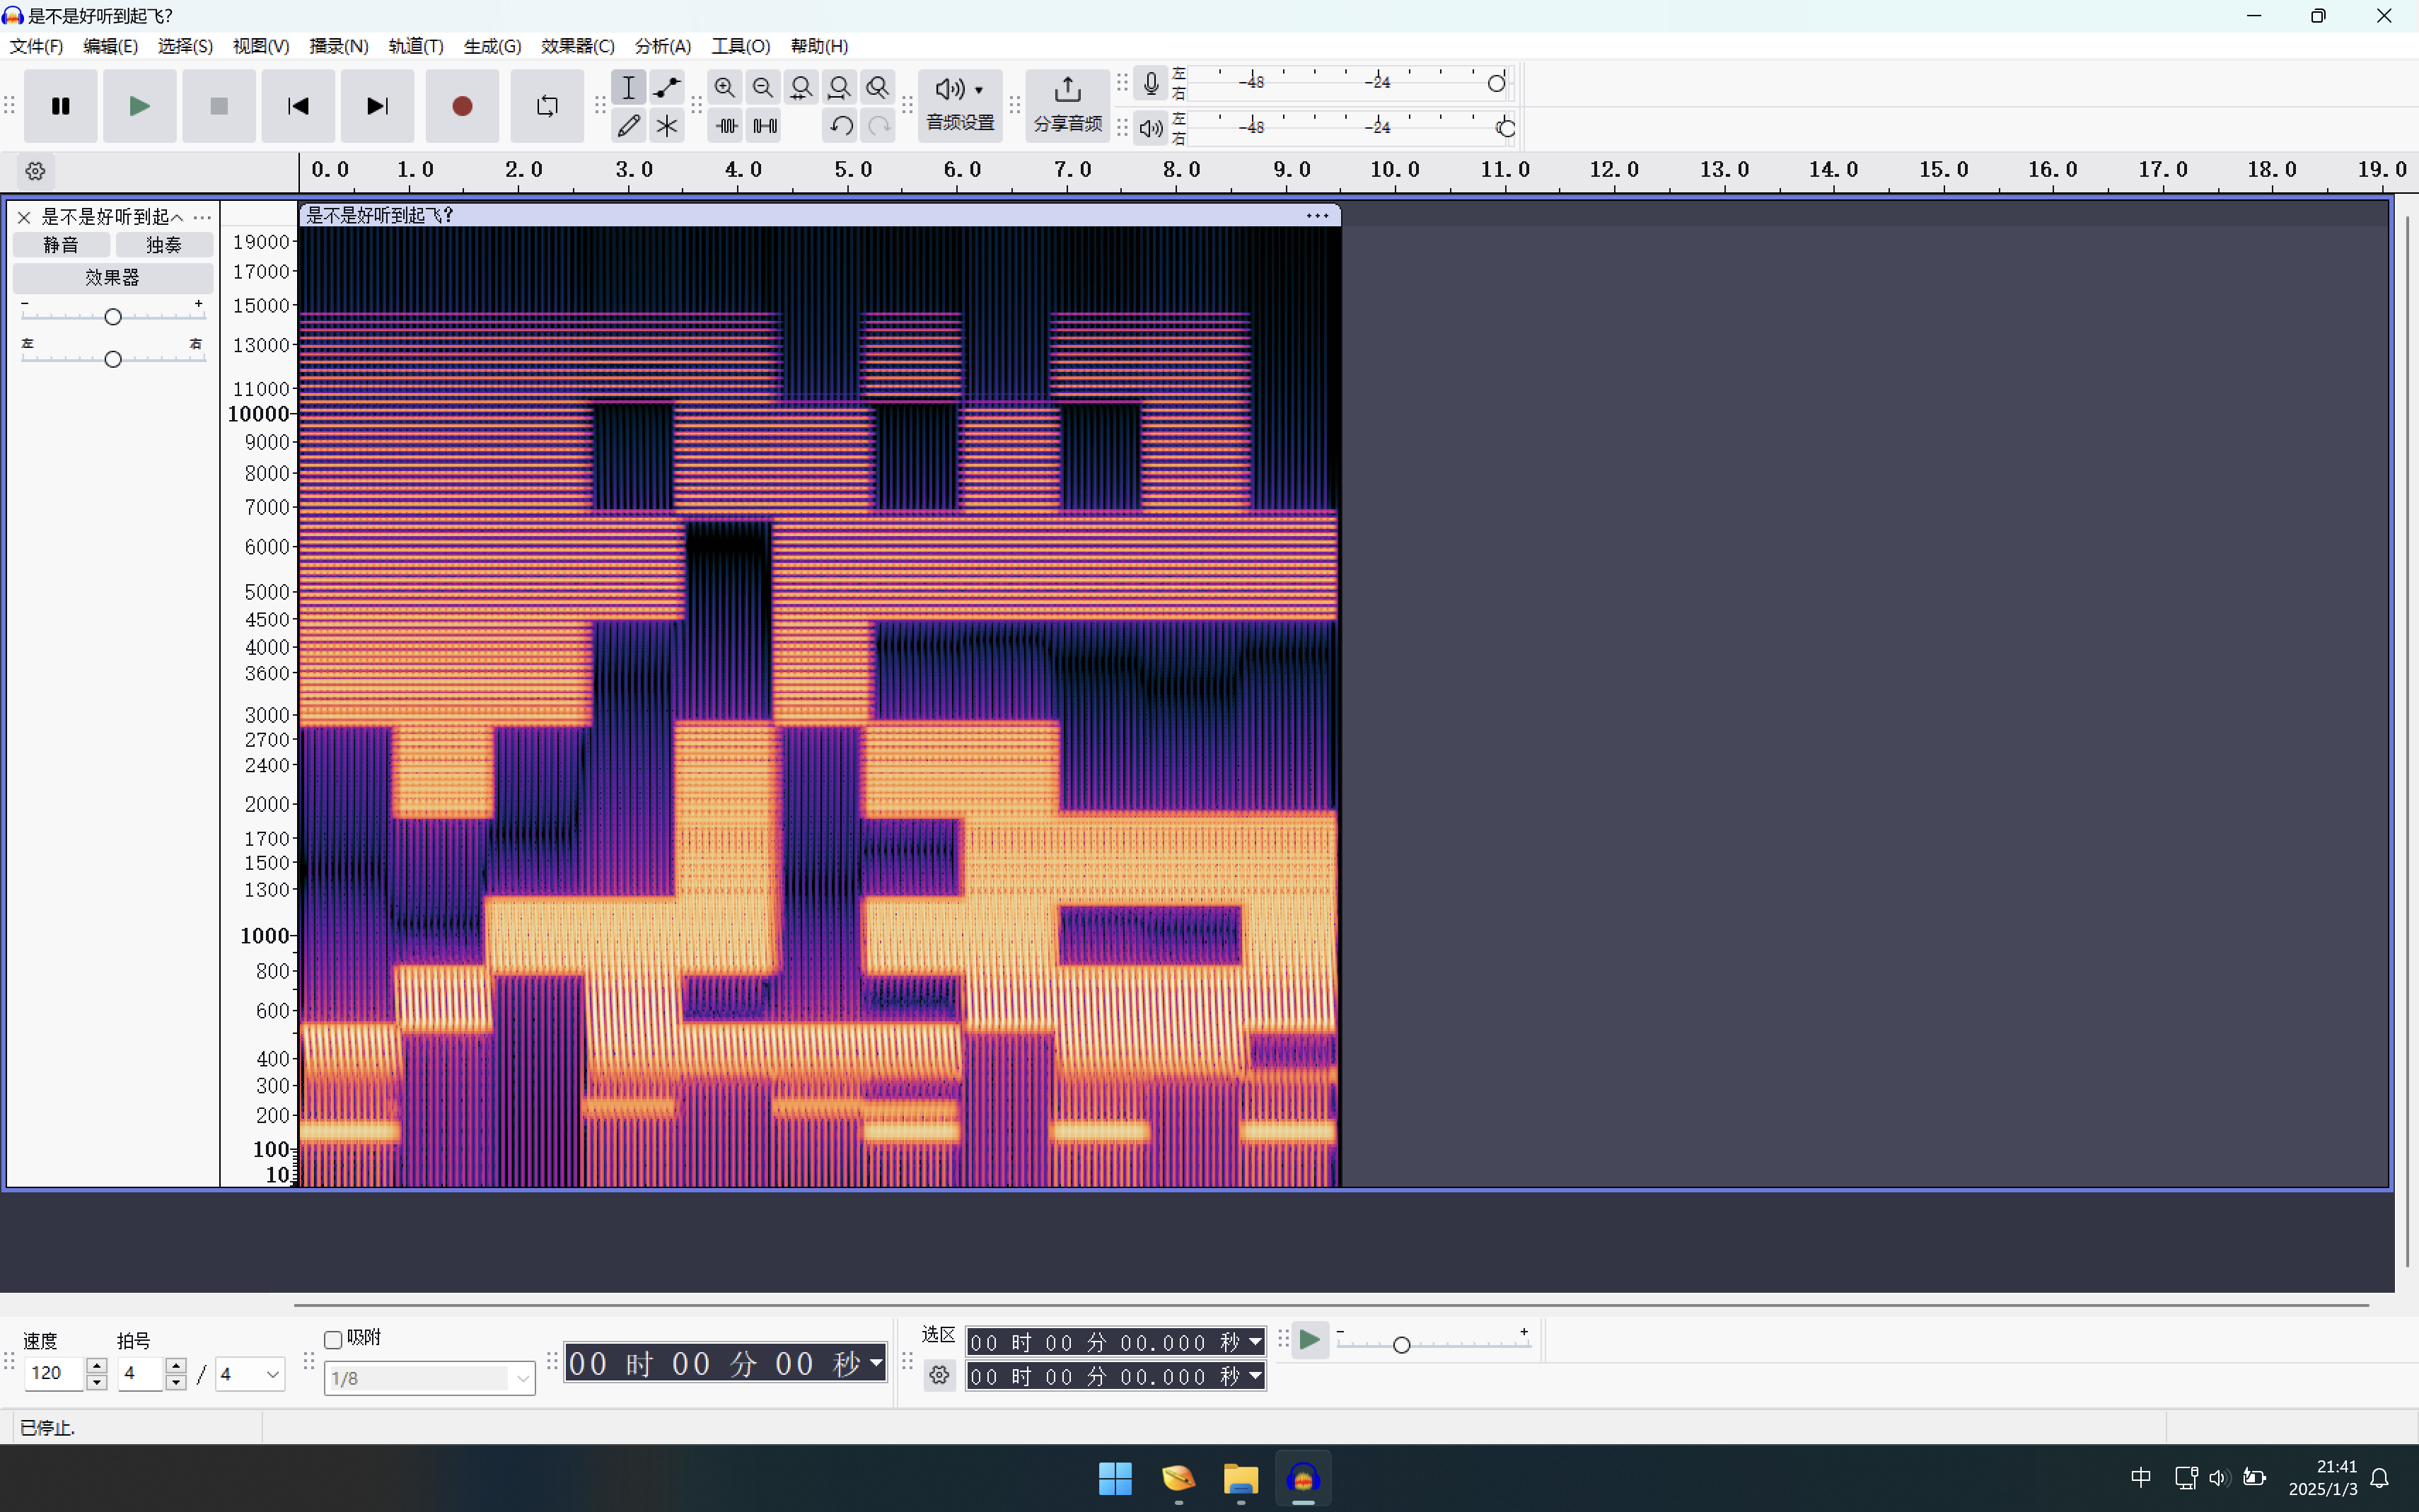 是不是好听到起飞?
文件(F) 编辑(E) 选择(S) 视图(V) 播录(N) 轨道(T) 生成(G) 效果器(C) 分析(A) 工具(O) 帮助(H)
音频设置
分享音频
左
右
-48 -24
左
右
-48 -24 0
0.0 1.0 2.0 3.0 4.0 5.0 6.0 7.0 8.0 9.0 10.0 11.0 12.0 13.0 14.0 15.0 16.0 17.0 18.0 19.0
是不是好听到起
静音 独奏
效果器
- +
左 右
是不是好听到起飞?
19000
17000
15000
13000
11000
10000
9000
8000
7000
6000
5000
4500
4000
3600
3000
2700
2400
2000
1700
1500
1300
1000
800
600
400
300
200
100
10
速度 拍号
120 4 / 4
吸附
1/8
00 时 00 分 00 秒
选区
00 时 00 分 00.000 秒
00 时 00 分 00.000 秒
- +
已停止.
中
21:41
2025/1/3